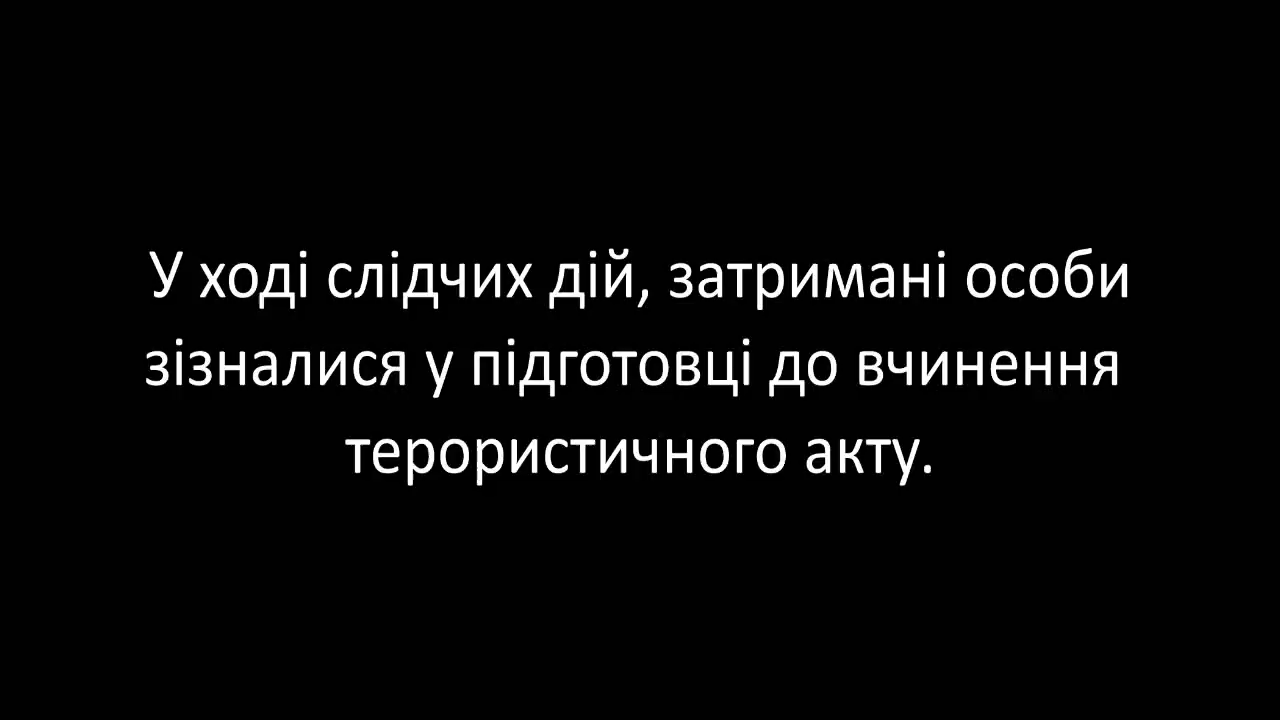 У ході слідчих дій, затримані особи
зізналися у підготовці до вчинення
терористичного акту.